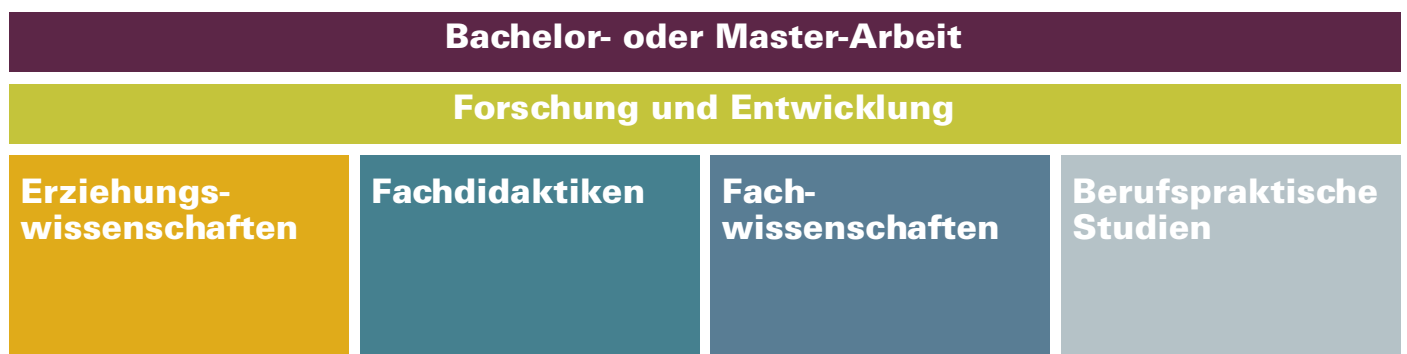 Bachelor- oder Master-Arbeit
Forschung und Entwicklung
Erziehungs-
wissenschaften
Fachdidaktiken
Fach-
wissenschaften
Berufspraktische
Studien